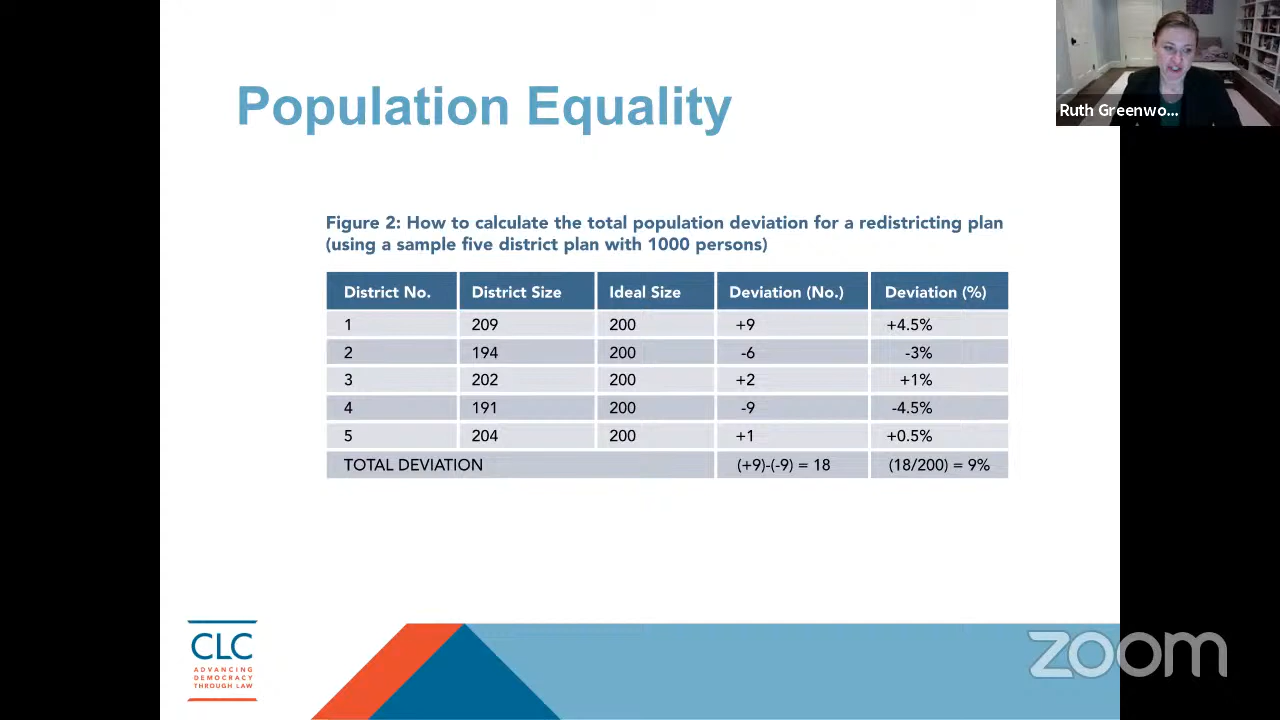 Population Equality
Ruth Greenwo...
Figure 2: How to calculate the total population deviation for a redistricting plan
(using a sample five district plan with 1000 persons)
District No. District Size Ideal Size Deviation (No.) Deviation (%)
1 209 200 +9 +4.5%
2 194 200 -6 -3%
3 202 200 +2 +1%
4 191 200 -9 -4.5%
5 204 200 +1 +0.5%
TOTAL DEVIATION (+9)-(-9) = 18 (18/200) = 9%
CLC
ADVANCING
DEMOCRACY
THROUGH LAW
zoom